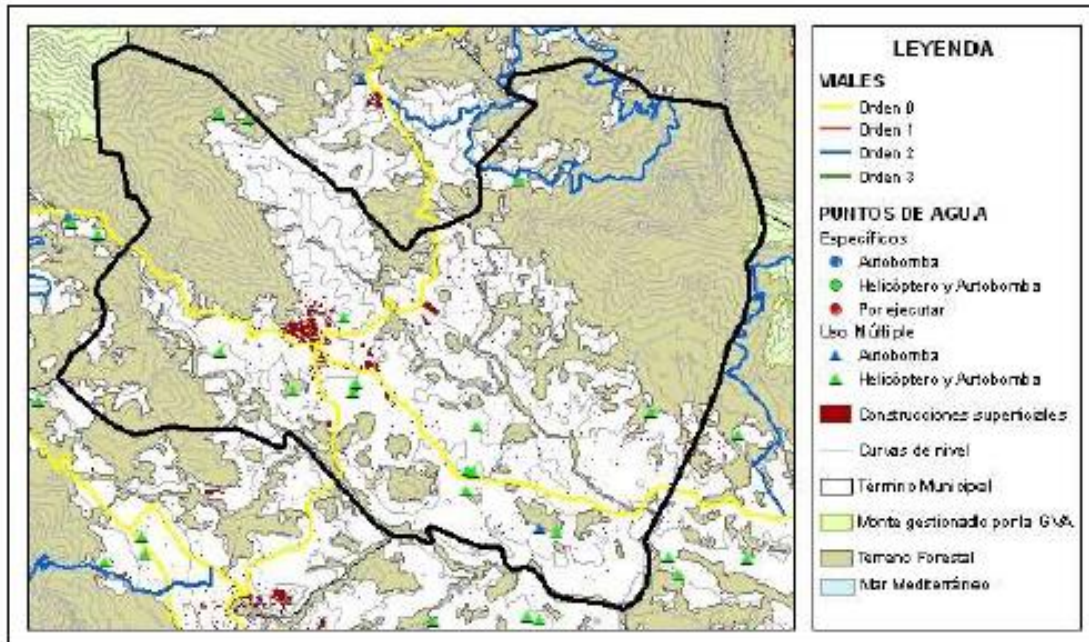 LEYENDA
VIALES
Orden 0
Orden 1
Orden 2
Orden 3
PUNTOS DE AGUA
Específicos
Autobomba
Helicóptero y Autobomba
Por ejecutar
Uso Múltiple
Autobomba
Helicóptero y Autobomba
Construcciones superficiales
Curvas de nivel
Término Municipal
Monte gestionado por la GVA
Terreno Forestal
Mar Mediterráneo